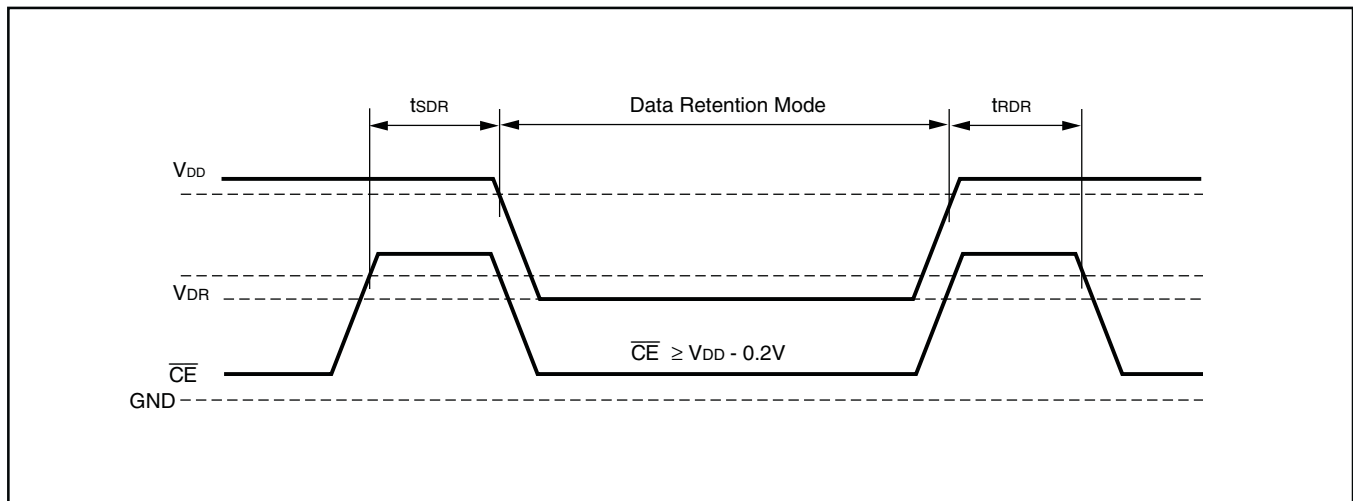 tSDR Data Retention Mode tRDR
VDD
VDR
CE ≥ VDD - 0.2V
CE
GND